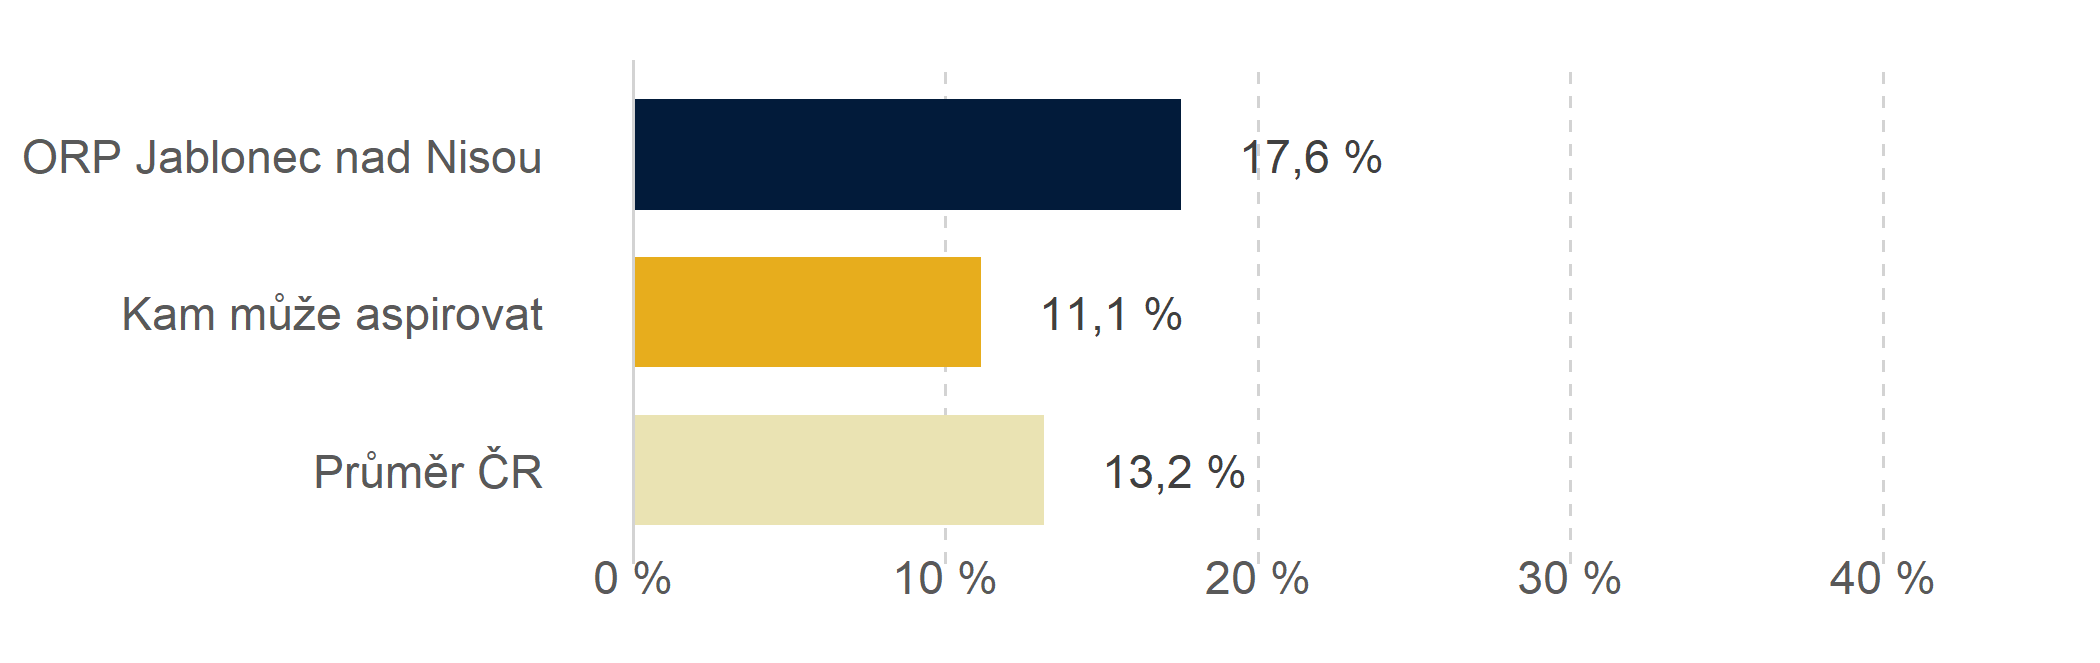 ORP Jablonec nad Nisou 17,6 %
Kam může aspirovat 11,1 %
Průměr ČR 13,2 %
0 % 10 % 20 % 30 % 40 %